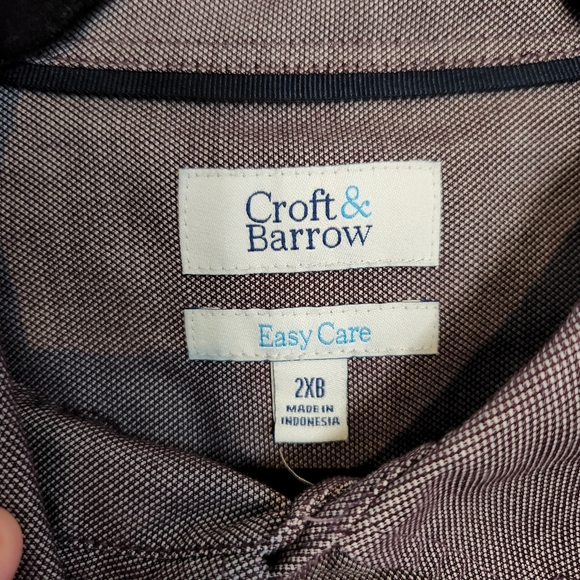 Croft &
Barrow
Easy Care
2XB
MADE IN
INDONESIA